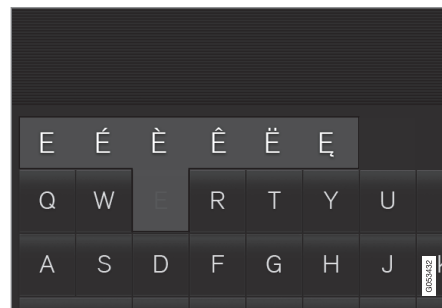 E É È Ê Ë Ę
Q W E R T Y U
A S D F G H J K
G053432